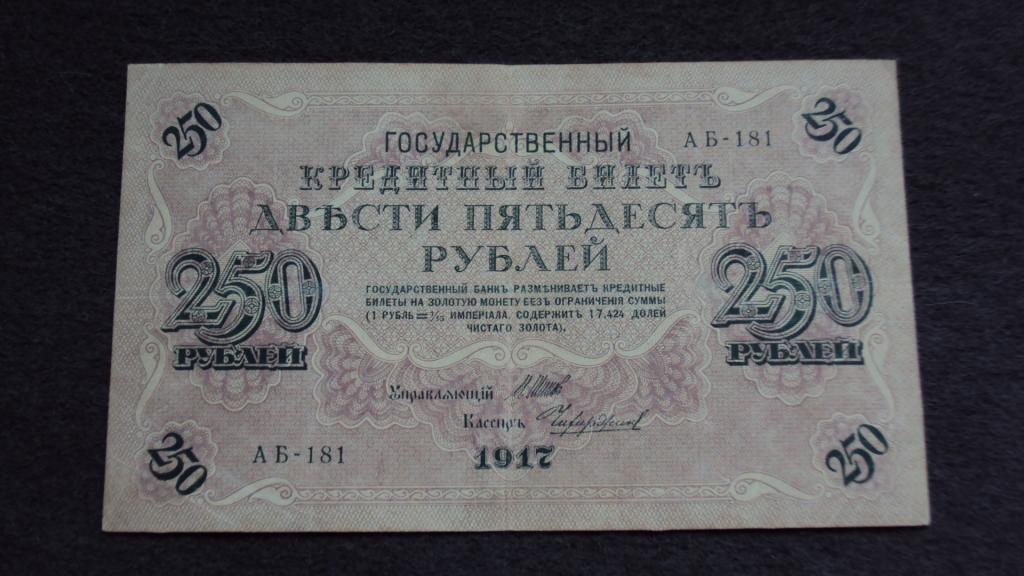 250 250
ГОСУДАРСТВЕННЫЙ АБ-181
КРЕДИТНЫЙ БИЛЕТЪ
ДВѢСТИ ПЯТЬДЕСЯТЪ
РУБЛЕЙ
250 РУБЛЕЙ
250 РУБЛЕЙ
ГОСУДАРСТВЕННЫЙ БАНКЪ РАЗМѢНИВАЕТЪ КРЕДИТНЫЕ
БИЛЕТЫ НА ЗОЛОТУЮ МОНЕТУ БЕЗЪ ОГРАНИЧЕНІЯ СУММЫ
(1 РУБЛЬ = 1/15 ИМПЕРІАЛА, СОДЕРЖИТЪ 17,424 ДОЛЕЙ
ЧИСТАГО ЗОЛОТА).
Управляющій
Кассиръ
250 АБ-181 1917 250